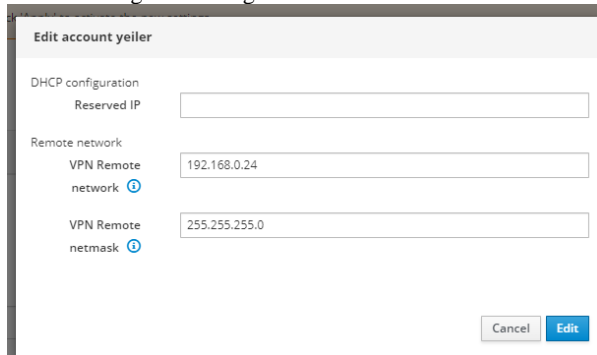 Edit account yeiler
DHCP configuration
Reserved IP
Remote network
VPN Remote
network
192.168.0.24
VPN Remote
netmask
255.255.255.0
Cancel Edit